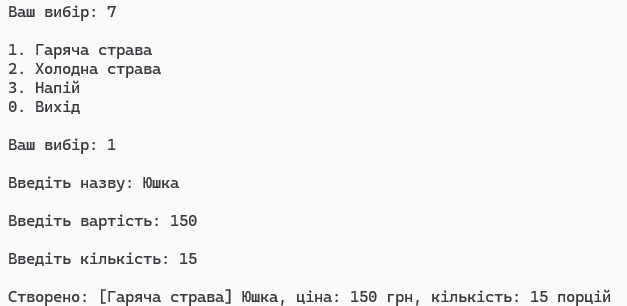 Ваш вибір: 7
1. Гаряча страва
2. Холодна страва
3. Напій
0. Вихід
Ваш вибір: 1
Введіть назву: Юшка
Введіть вартість: 150
Введіть кількість: 15
Створено: [Гаряча страва] Юшка, ціна: 150 грн, кількість: 15 порцій